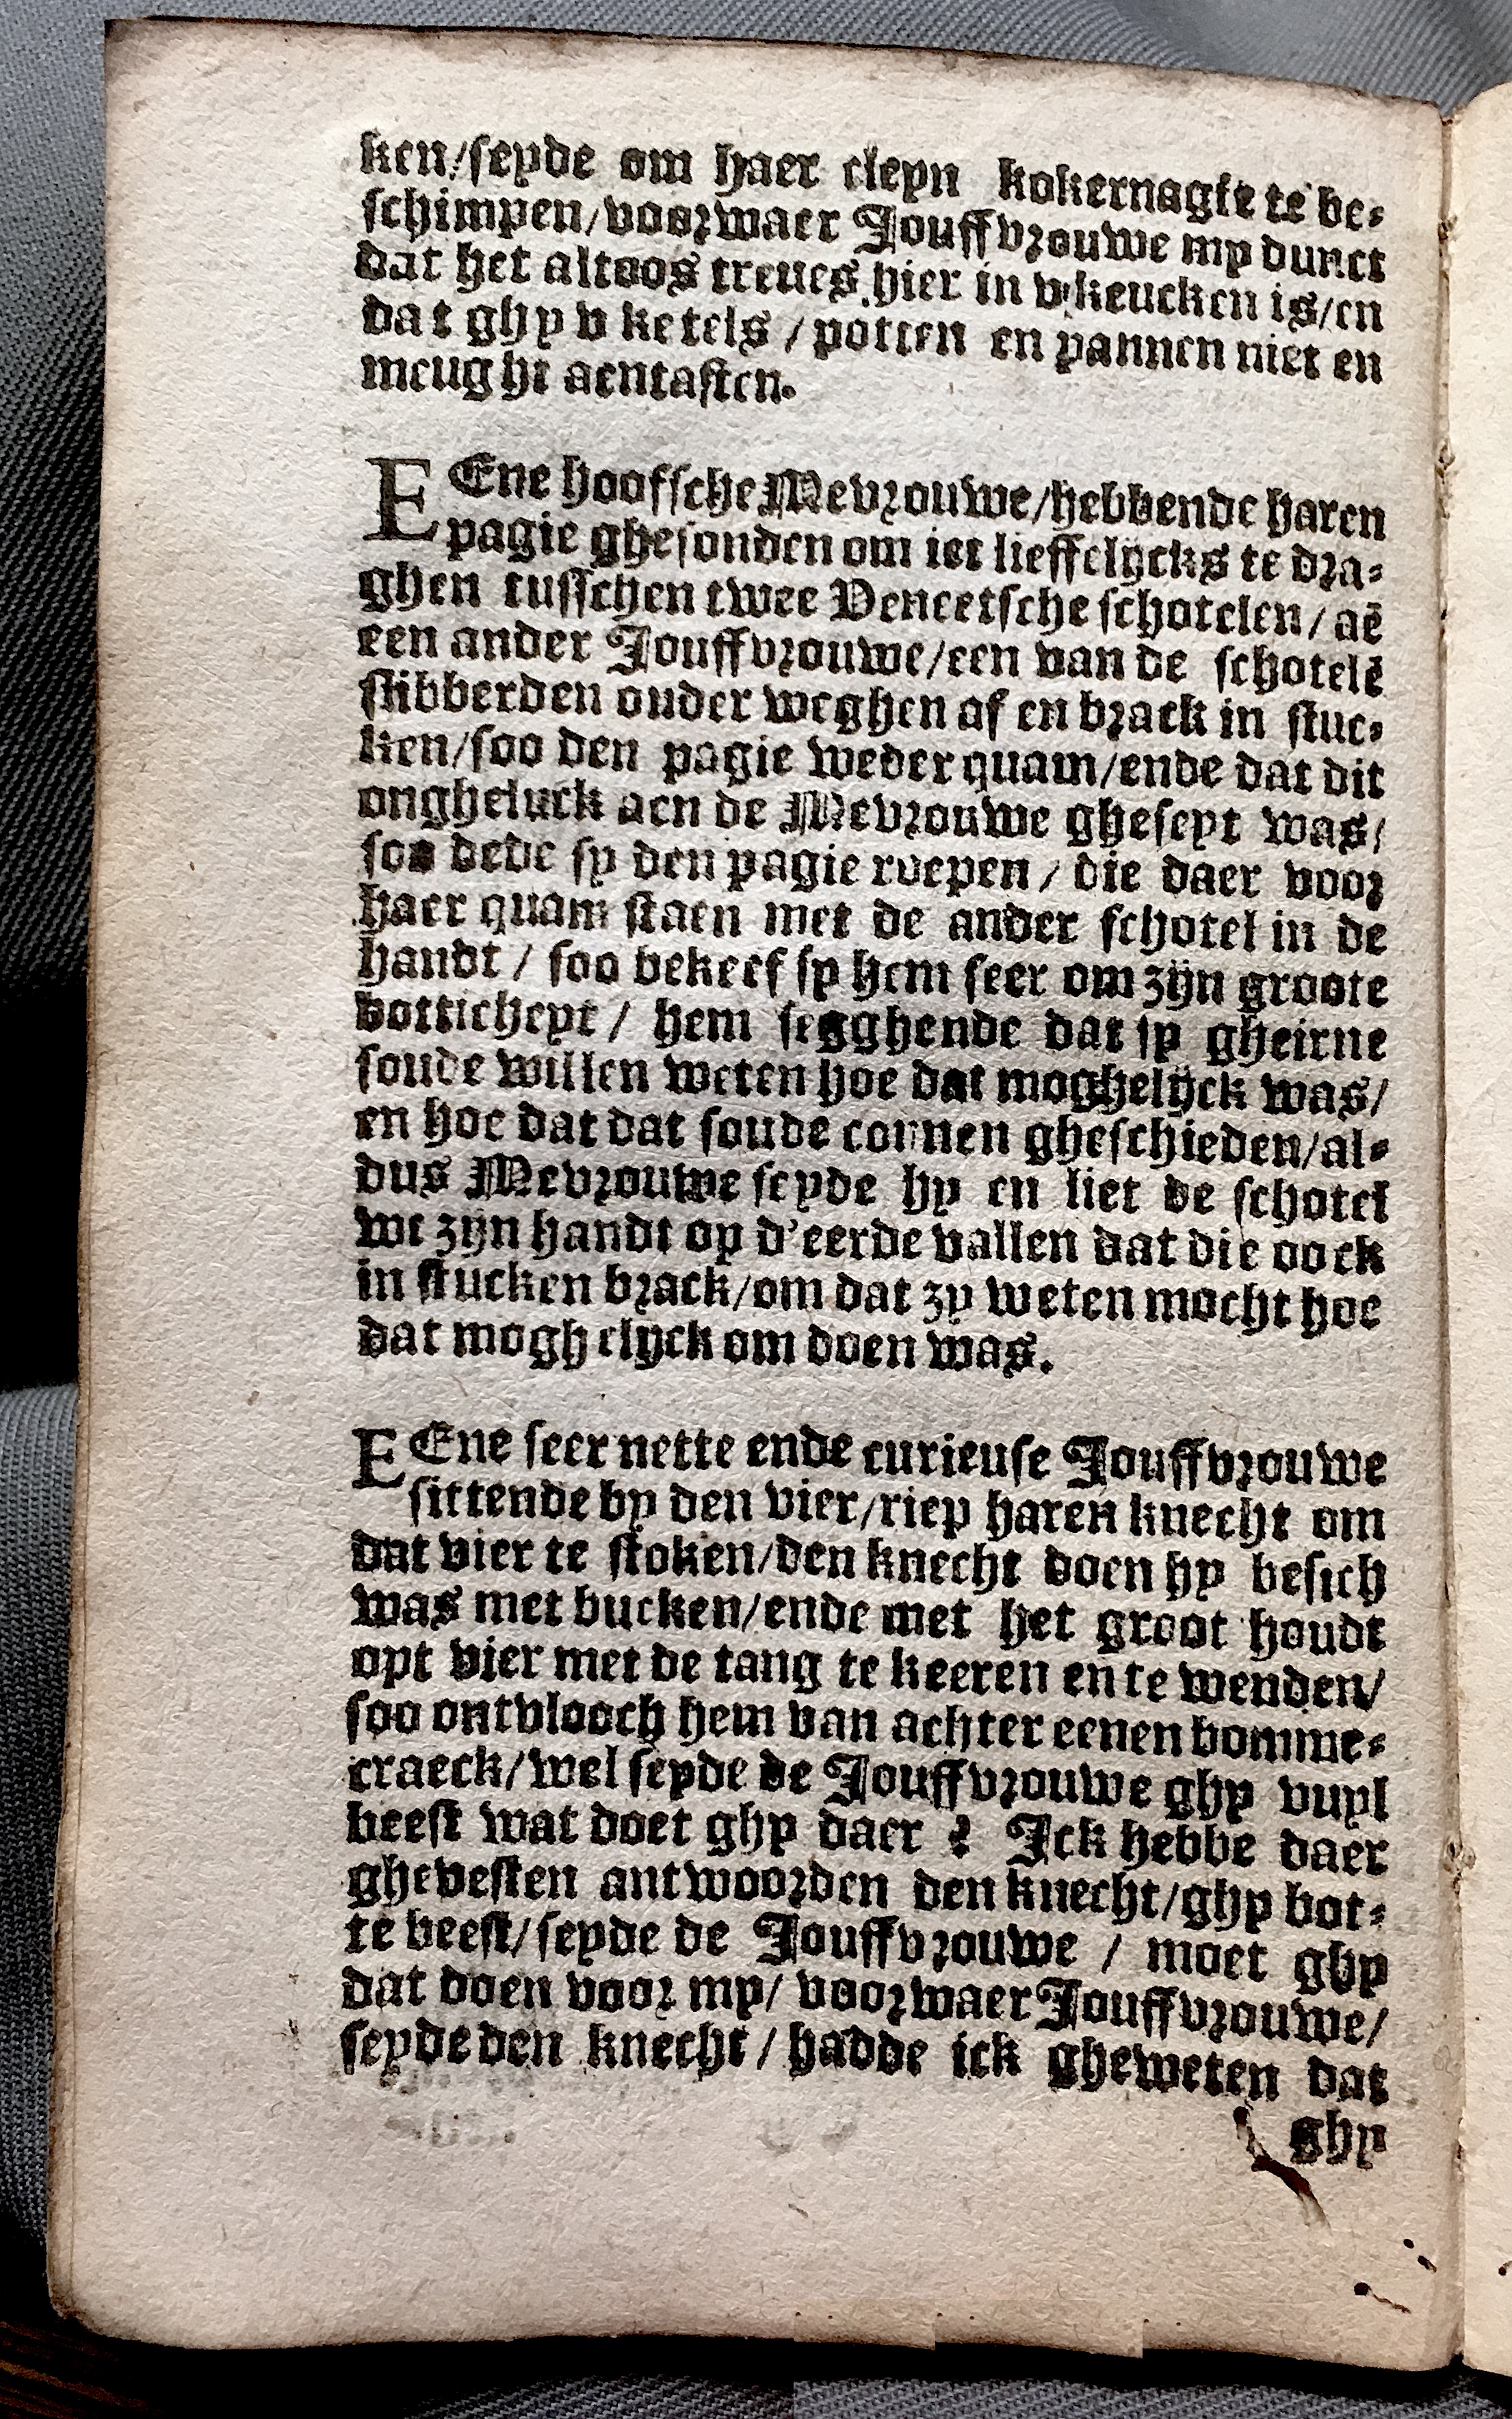 ken/seyde om haer cleyn kokernagie te be-
schimpen/voorwaer Jouffvrouwe my dunct
dat het altoos treves hier in v keucken is/en
dat ghy v ketels / potten en pannen niet en
meught aentasten.
EEne hoofsche Mevrouwe/hebbende haren
pagie ghesonden om iet lieffelijcks te dra-
ghen tusschen twee Veneetsche schotelen/aē
een ander Jouffvrouwe/een van de schotelē
slibberden onder weghen af en brack in stuc-
ken/soo den pagie weder quam/ende dat dit
ongheluck aen de Mevrouwe gheseyt was/
soo dede sy den pagie roepen / die daer voor
haer quam staen met de ander schotel in de
handt / soo bekeef sy hem seer om zijn groote
botticheyt / hem segghende dat sy gheirne
soude willen weten hoe dat moghelijck was/
en hoe dat dat soude connen gheschieden/al-
dus Mevrouwe seyde hy en liet de schotel
wt zijn handt op d'eerde vallen dat die oock
in stucken brack/om dat zy weten mocht hoe
dat moghelijck om doen was.
EEne seer nette ende curieuse Jouffvrouwe
sittende by den vier/riep haren knecht om
dat vier te stoken/den knecht doen hy besich
was met bucken/ende met het groot houdt
opt vier met de tang te keeren en te wenden/
soo ontvlooch hem van achter eenen bomme-
craeck/wel seyde de Jouffvrouwe ghy vuyl
beest wat doet ghy daer ? Ick hebbe daer
ghevesten antwoorden den knecht/ghy bot-
te beest/seyde de Jouffvrouwe / moet ghy
dat doen voor my/ voorwaer Jouffvrouwe/
seyde den knecht / hadde ick gheweten dat
ghy